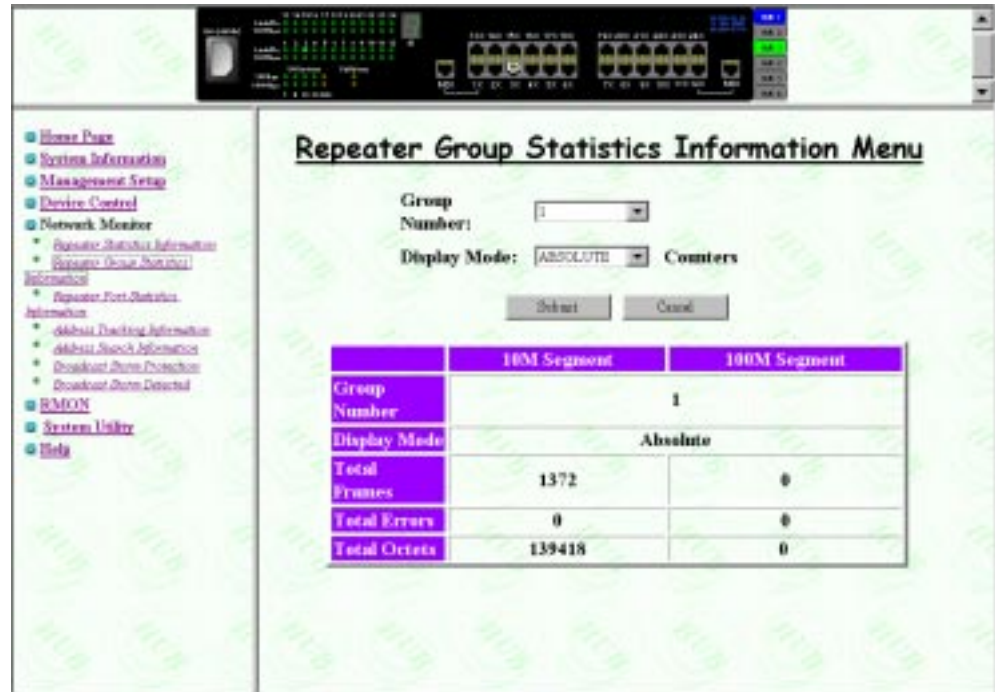 Home Page
System Information
Management Setup
Device Control
Network Monitor
Repeater Statistics Information
Repeater Group Statistics
Information
Repeater Port Statistics
Information
Address Tracking Information
Address Search Information
Broadcast Storm Protection
Broadcast Storm Detected
RMON
System Utility
Help
Repeater Group Statistics Information Menu
Group
Number: 1
Display Mode: ABSOLUTE Counters
Submit Cancel
10M Segment 100M Segment
Group
Number 1
Display Mode Absolute
Total
Frames 1372 0
Total Errors 0 0
Total Octets 139418 0